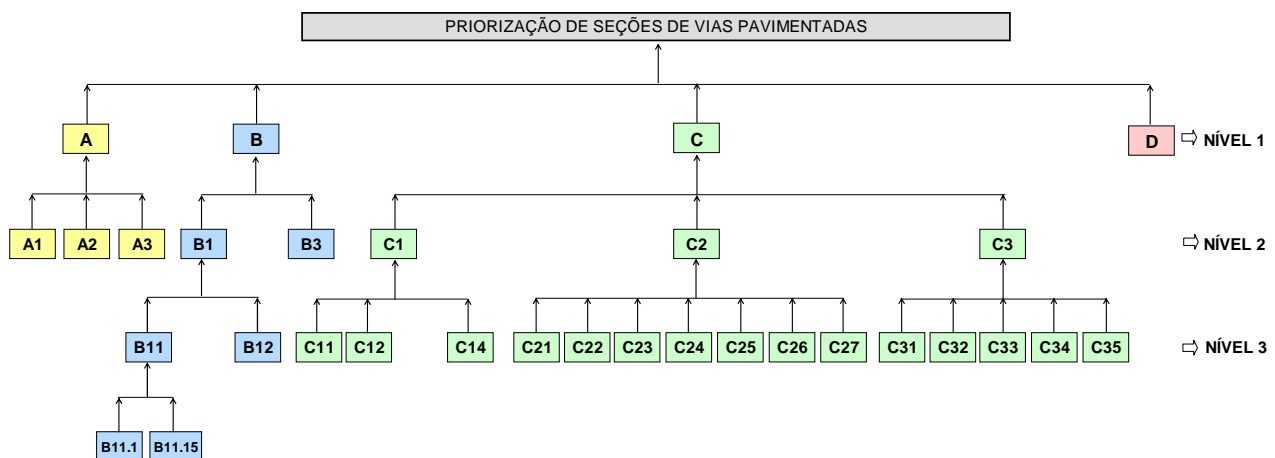 PRIORIZAÇÃO DE SEÇÕES DE VIAS PAVIMENTADAS
A B C D ⇨ NÍVEL 1
A1 A2 A3 B1 B3 C1 C2 C3 ⇨ NÍVEL 2
B11 B12 C11 C12 C14 C21 C22 C23 C24 C25 C26 C27 C31 C32 C33 C34 C35 ⇨ NÍVEL 3
B11.1 B11.15